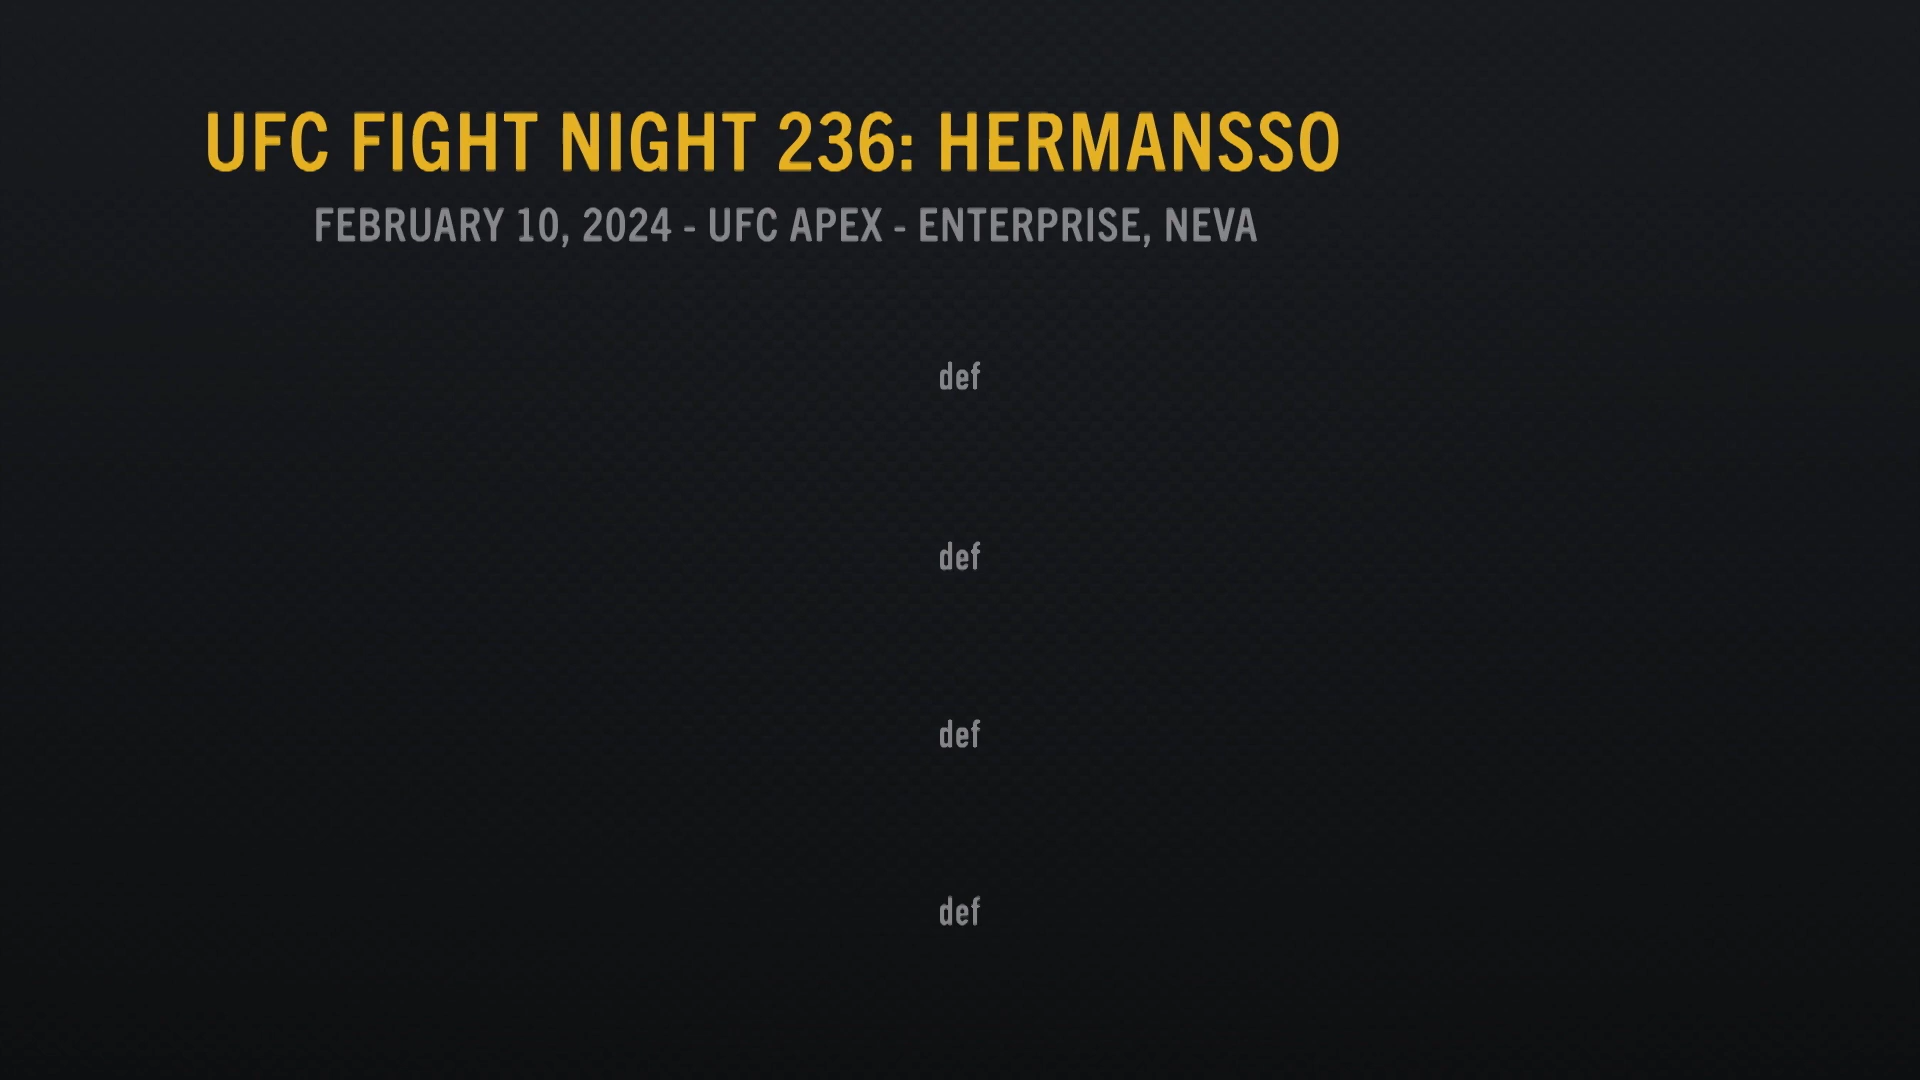 UFC FIGHT NIGHT 236: HERMANSSO
FEBRUARY 10, 2024 - UFC APEX - ENTERPRISE, NEVA
def
def
def
def